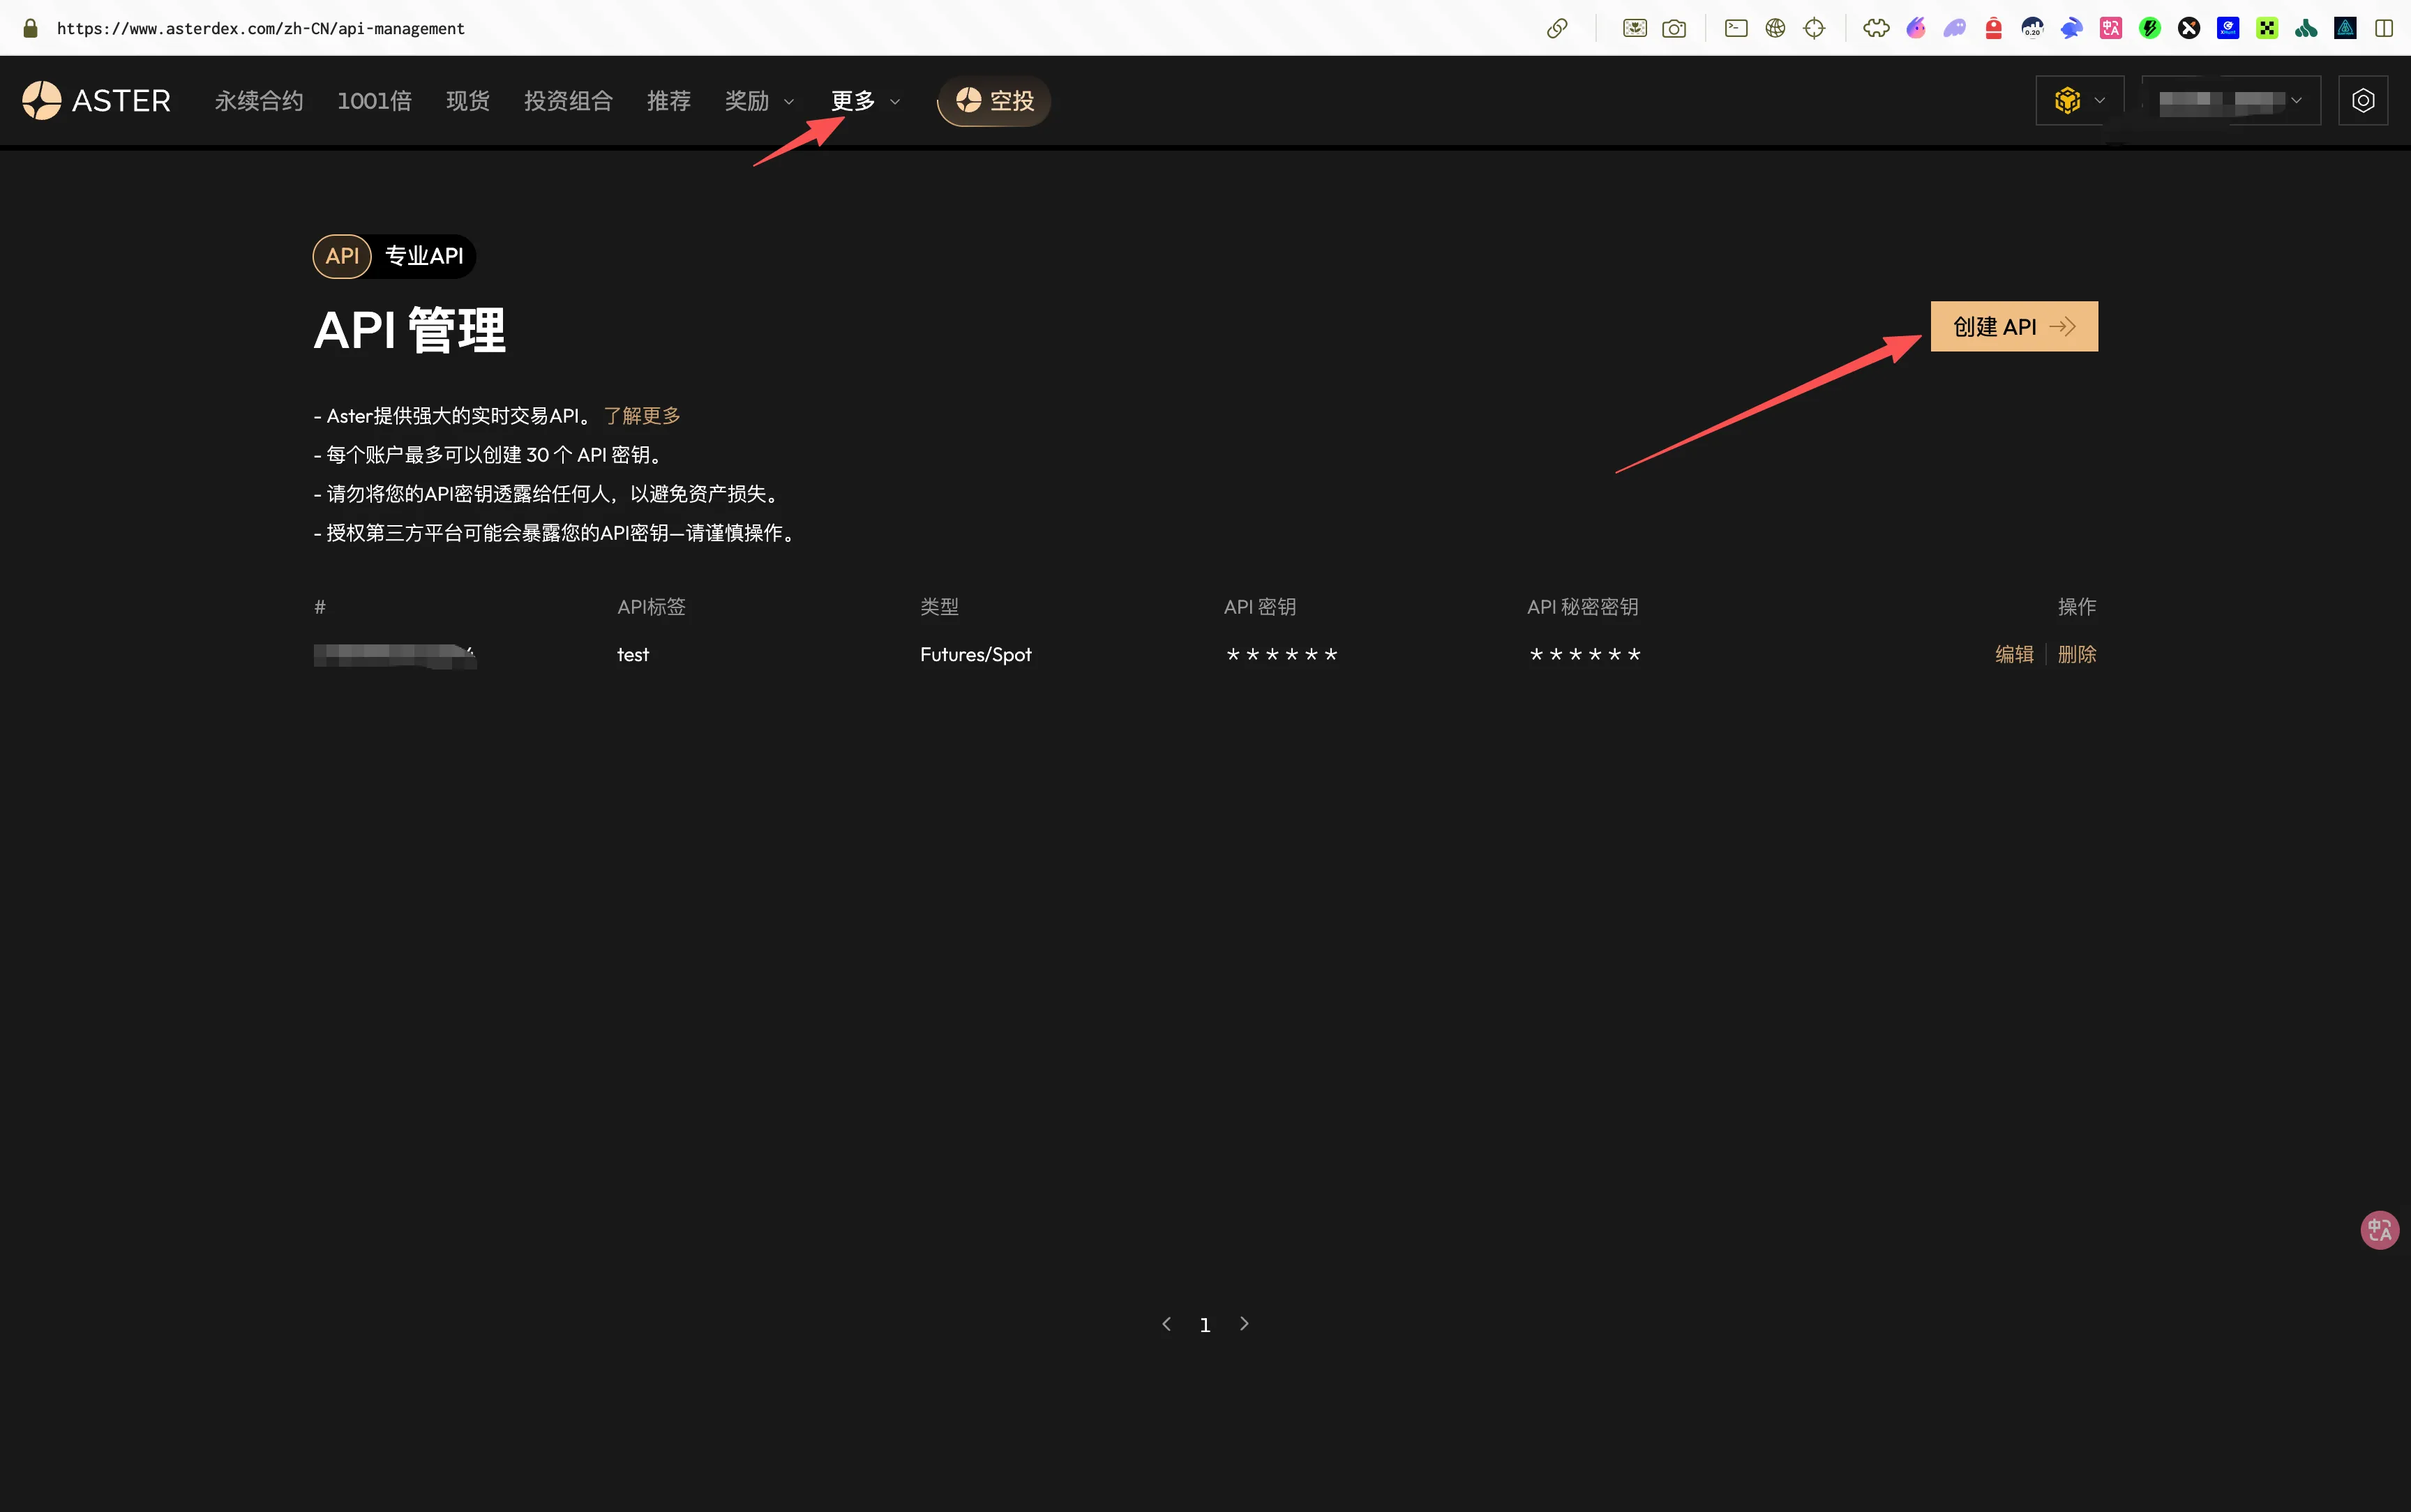 https://www.asterdex.com/zh-CN/api-management
0.20
ASTER 永续合约 1001倍 现货 投资组合 推荐 奖励 更多 空投
API 专业API
API 管理
创建 API
- Aster提供强大的实时交易API。 了解更多
- 每个账户最多可以创建 30 个 API 密钥。
- 请勿将您的API密钥透露给任何人，以避免资产损失。
- 授权第三方平台可能会暴露您的API密钥—请谨慎操作。
# API标签 类型 API 密钥 API 秘密密钥 操作
test Futures/Spot ****** ****** 编辑 删除
中A
1